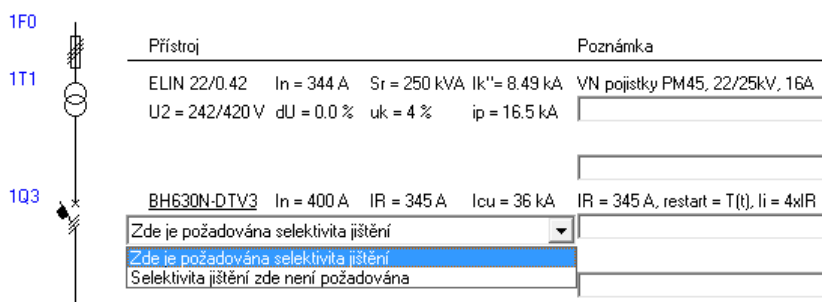 1F0
Přístroj Poznámka
1T1 ELIN 22/0.42 In = 344 A Sr = 250 kVA Ik''= 8.49 kA VN pojistky PM45, 22/25kV, 16A
U2 = 242/420 V dU = 0.0 % uk = 4 % ip = 16.5 kA
1Q3 BH630N-DTV3 In = 400 A IR = 345 A Icu = 36 kA IR = 345 A, restart = T(t), Ii = 4xIR
Zde je požadována selektivita jištění
Zde je požadována selektivita jištění
Selektivita jištění zde není požadována